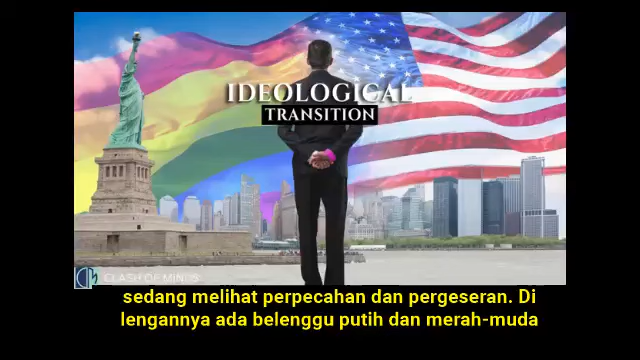 IDEOLOGICAL
TRANSITION
CLASH OF MINDS
sedang melihat perpecahan dan pergeseran. Di
lengannya ada belenggu putih dan merah-muda